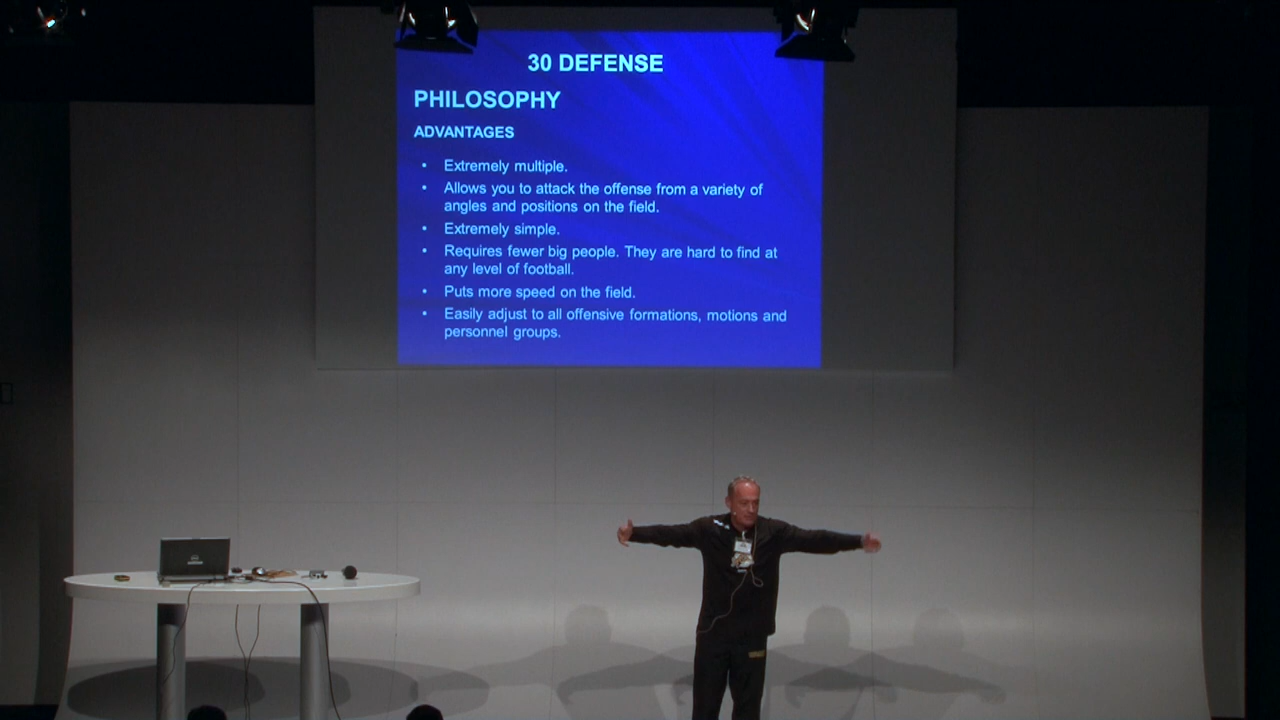 30 DEFENSE
PHILOSOPHY
ADVANTAGES
• Extremely multiple.
• Allows you to attack the offense from a variety of
angles and positions on the field.
• Extremely simple.
• Requires fewer big people. They are hard to find at
any level of football.
• Puts more speed on the field.
• Easily adjust to all offensive formations, motions and
personnel groups.